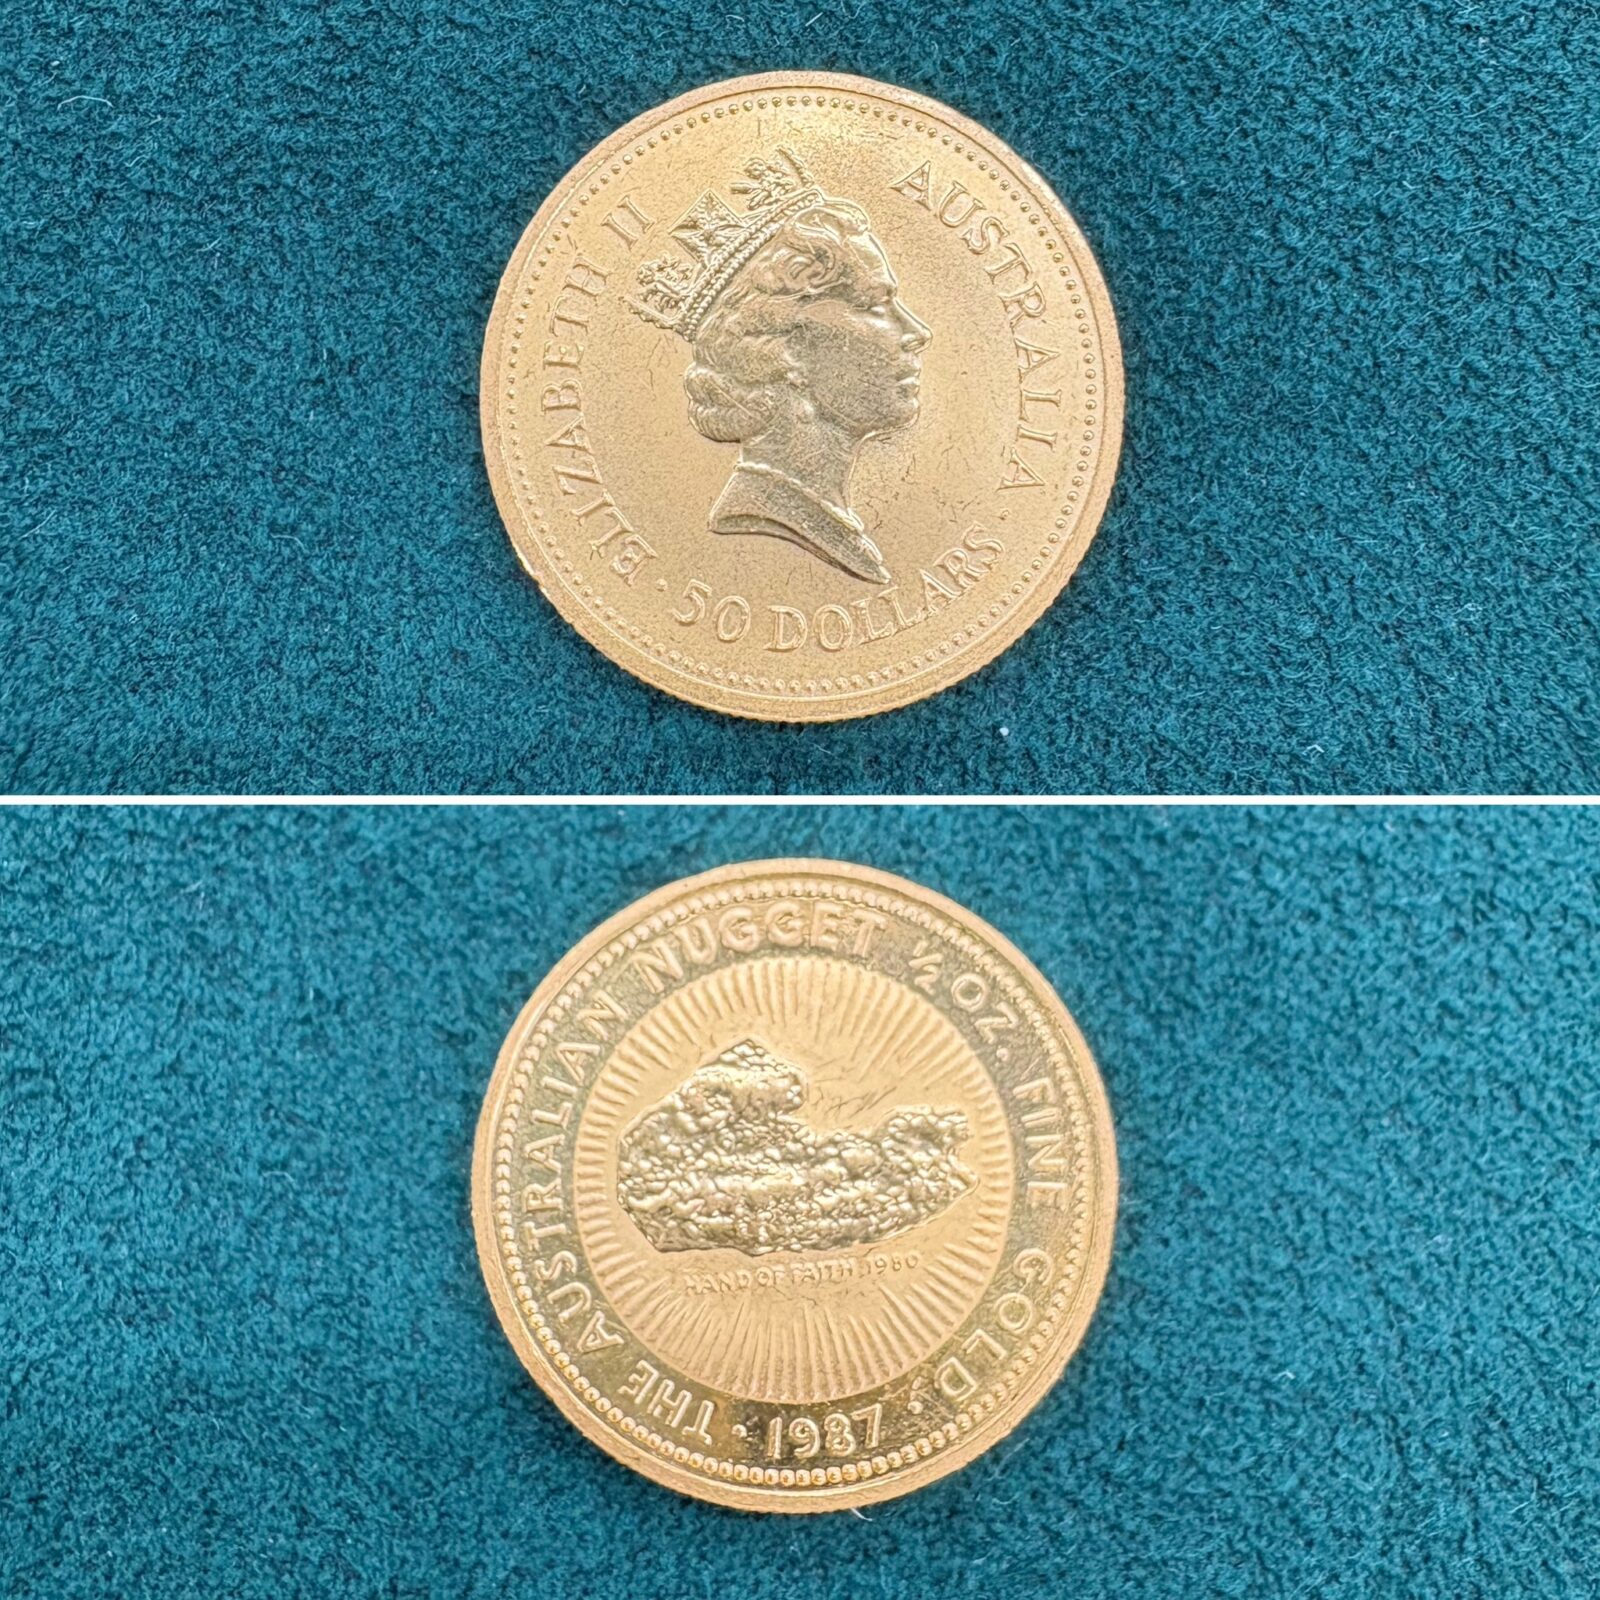 ELIZABETH II
AUSTRALIA
· 50 DOLLARS ·
THE AUSTRALIAN NUGGET ½ OZ. FINE GOLD.
HAND OF FAITH, 1980
· 1987 ·